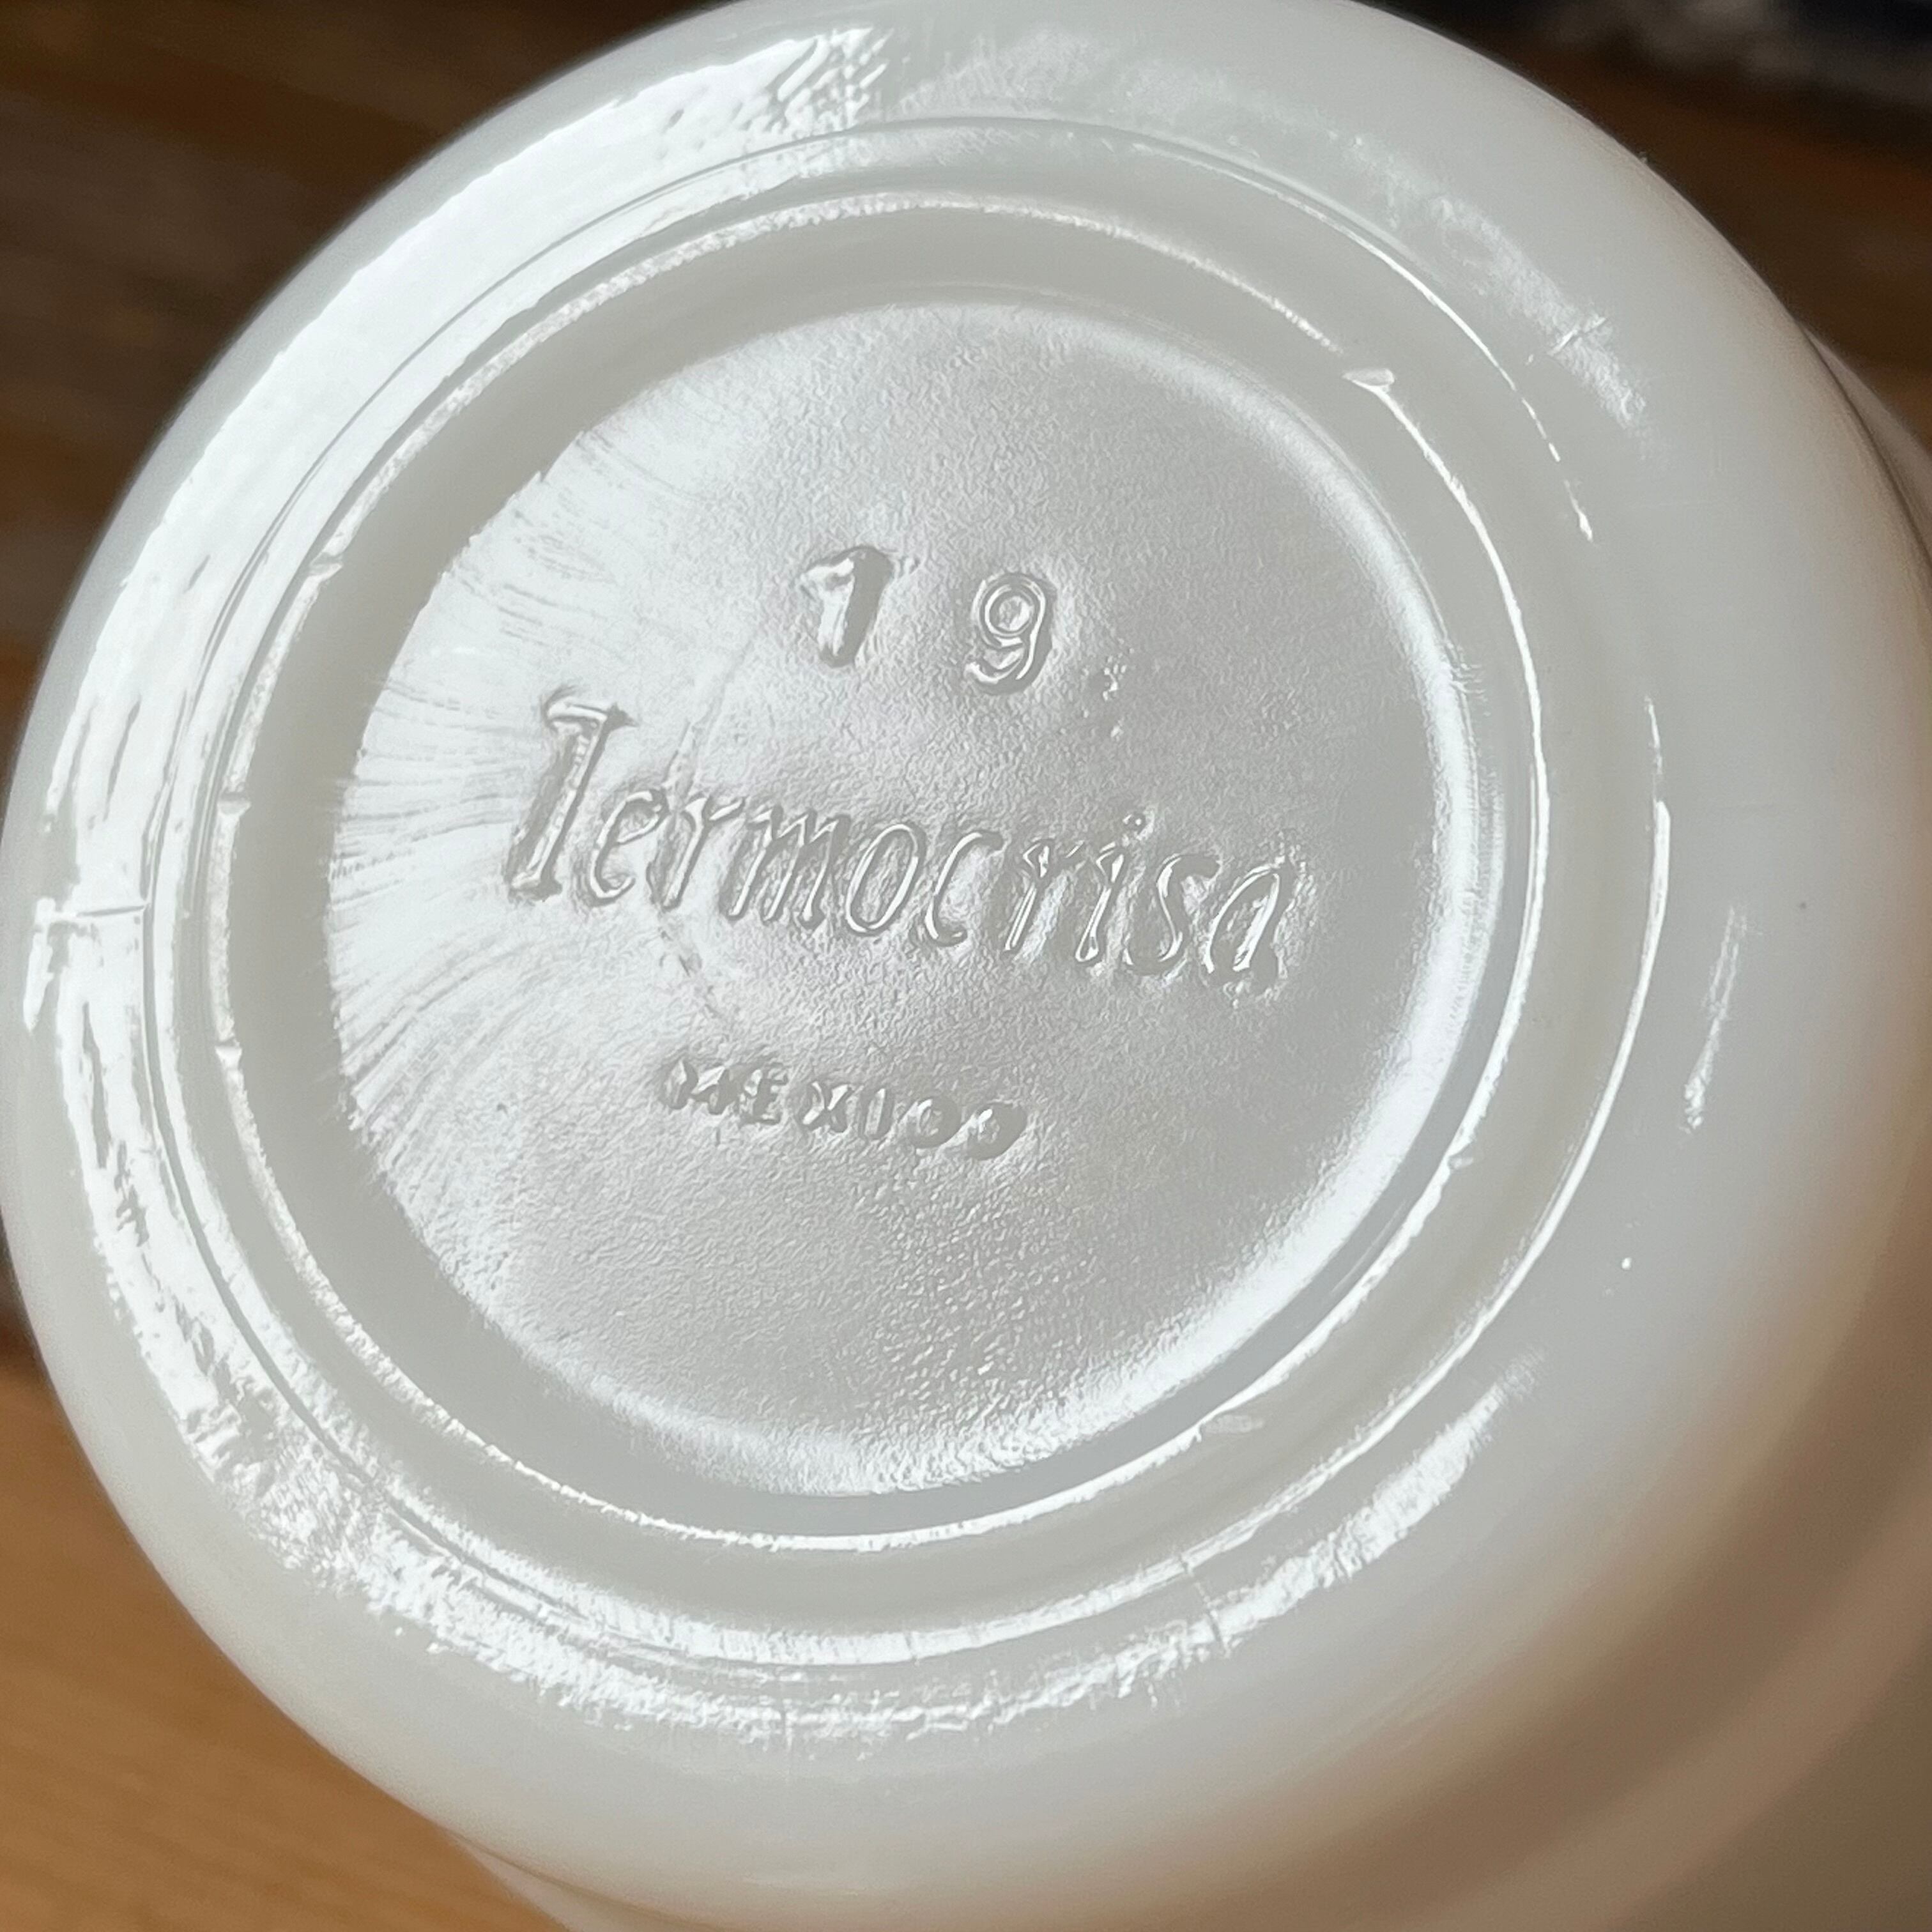 1 9
Termocrisa
MEXICO